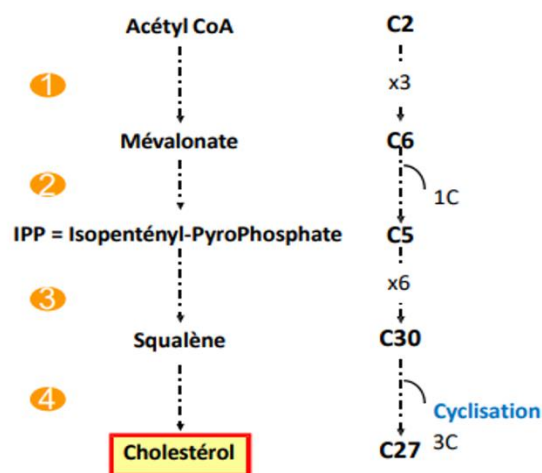 Acétyl CoA C2
1 x3
Mévalonate C6
2 1C
IPP = Isopentényl-PyroPhosphate C5
3 x6
Squalène C30
4 Cyclisation
Cholestérol C27 3C